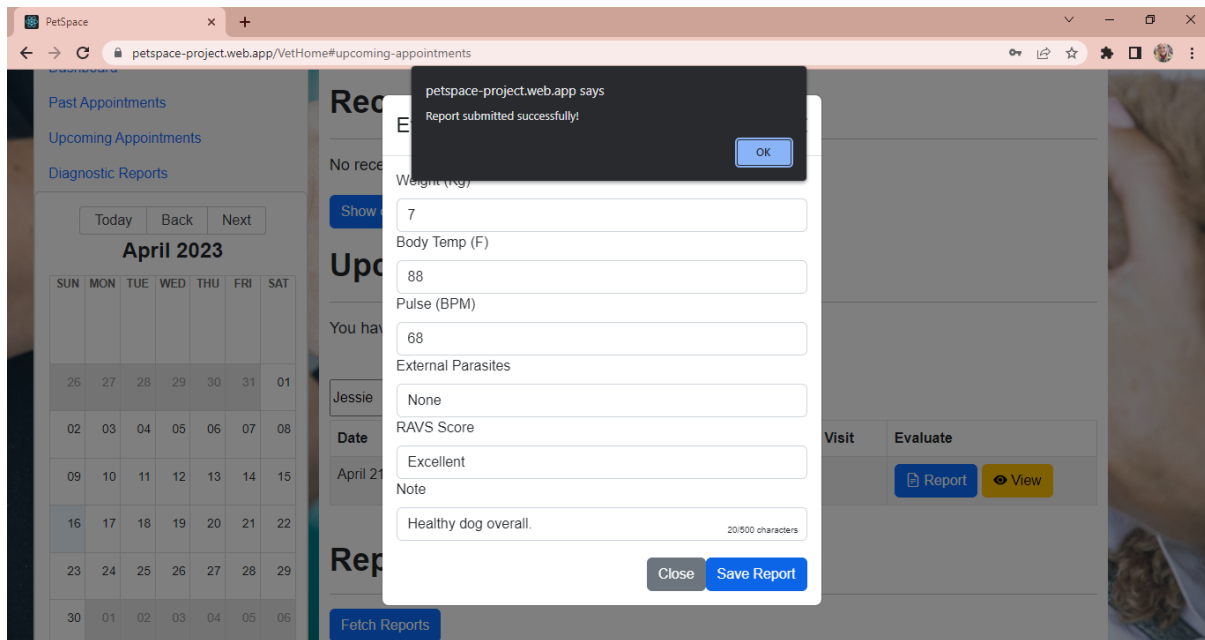 PetSpace
petspace-project.web.app/VetHome#upcoming-appointments
Dashboard
Past Appointments
Upcoming Appointments
Diagnostic Reports
Today Back Next
April 2023
SUN MON TUE WED THU FRI SAT
26 27 28 29 30 31 01
02 03 04 05 06 07 08
09 10 11 12 13 14 15
16 17 18 19 20 21 22
23 24 25 26 27 28 29
30 01 02 03 04 05 06
petspace-project.web.app says
Report submitted successfully!
OK
Rec
No rece
Show
Upc
You hav
Jessie
Date Visit Evaluate
April 21 Report View
Rep
Fetch Reports
E
Weight (Kg)
7
Body Temp (F)
88
Pulse (BPM)
68
External Parasites
None
RAVS Score
Excellent
Note
Healthy dog overall.
20/500 characters
Close Save Report